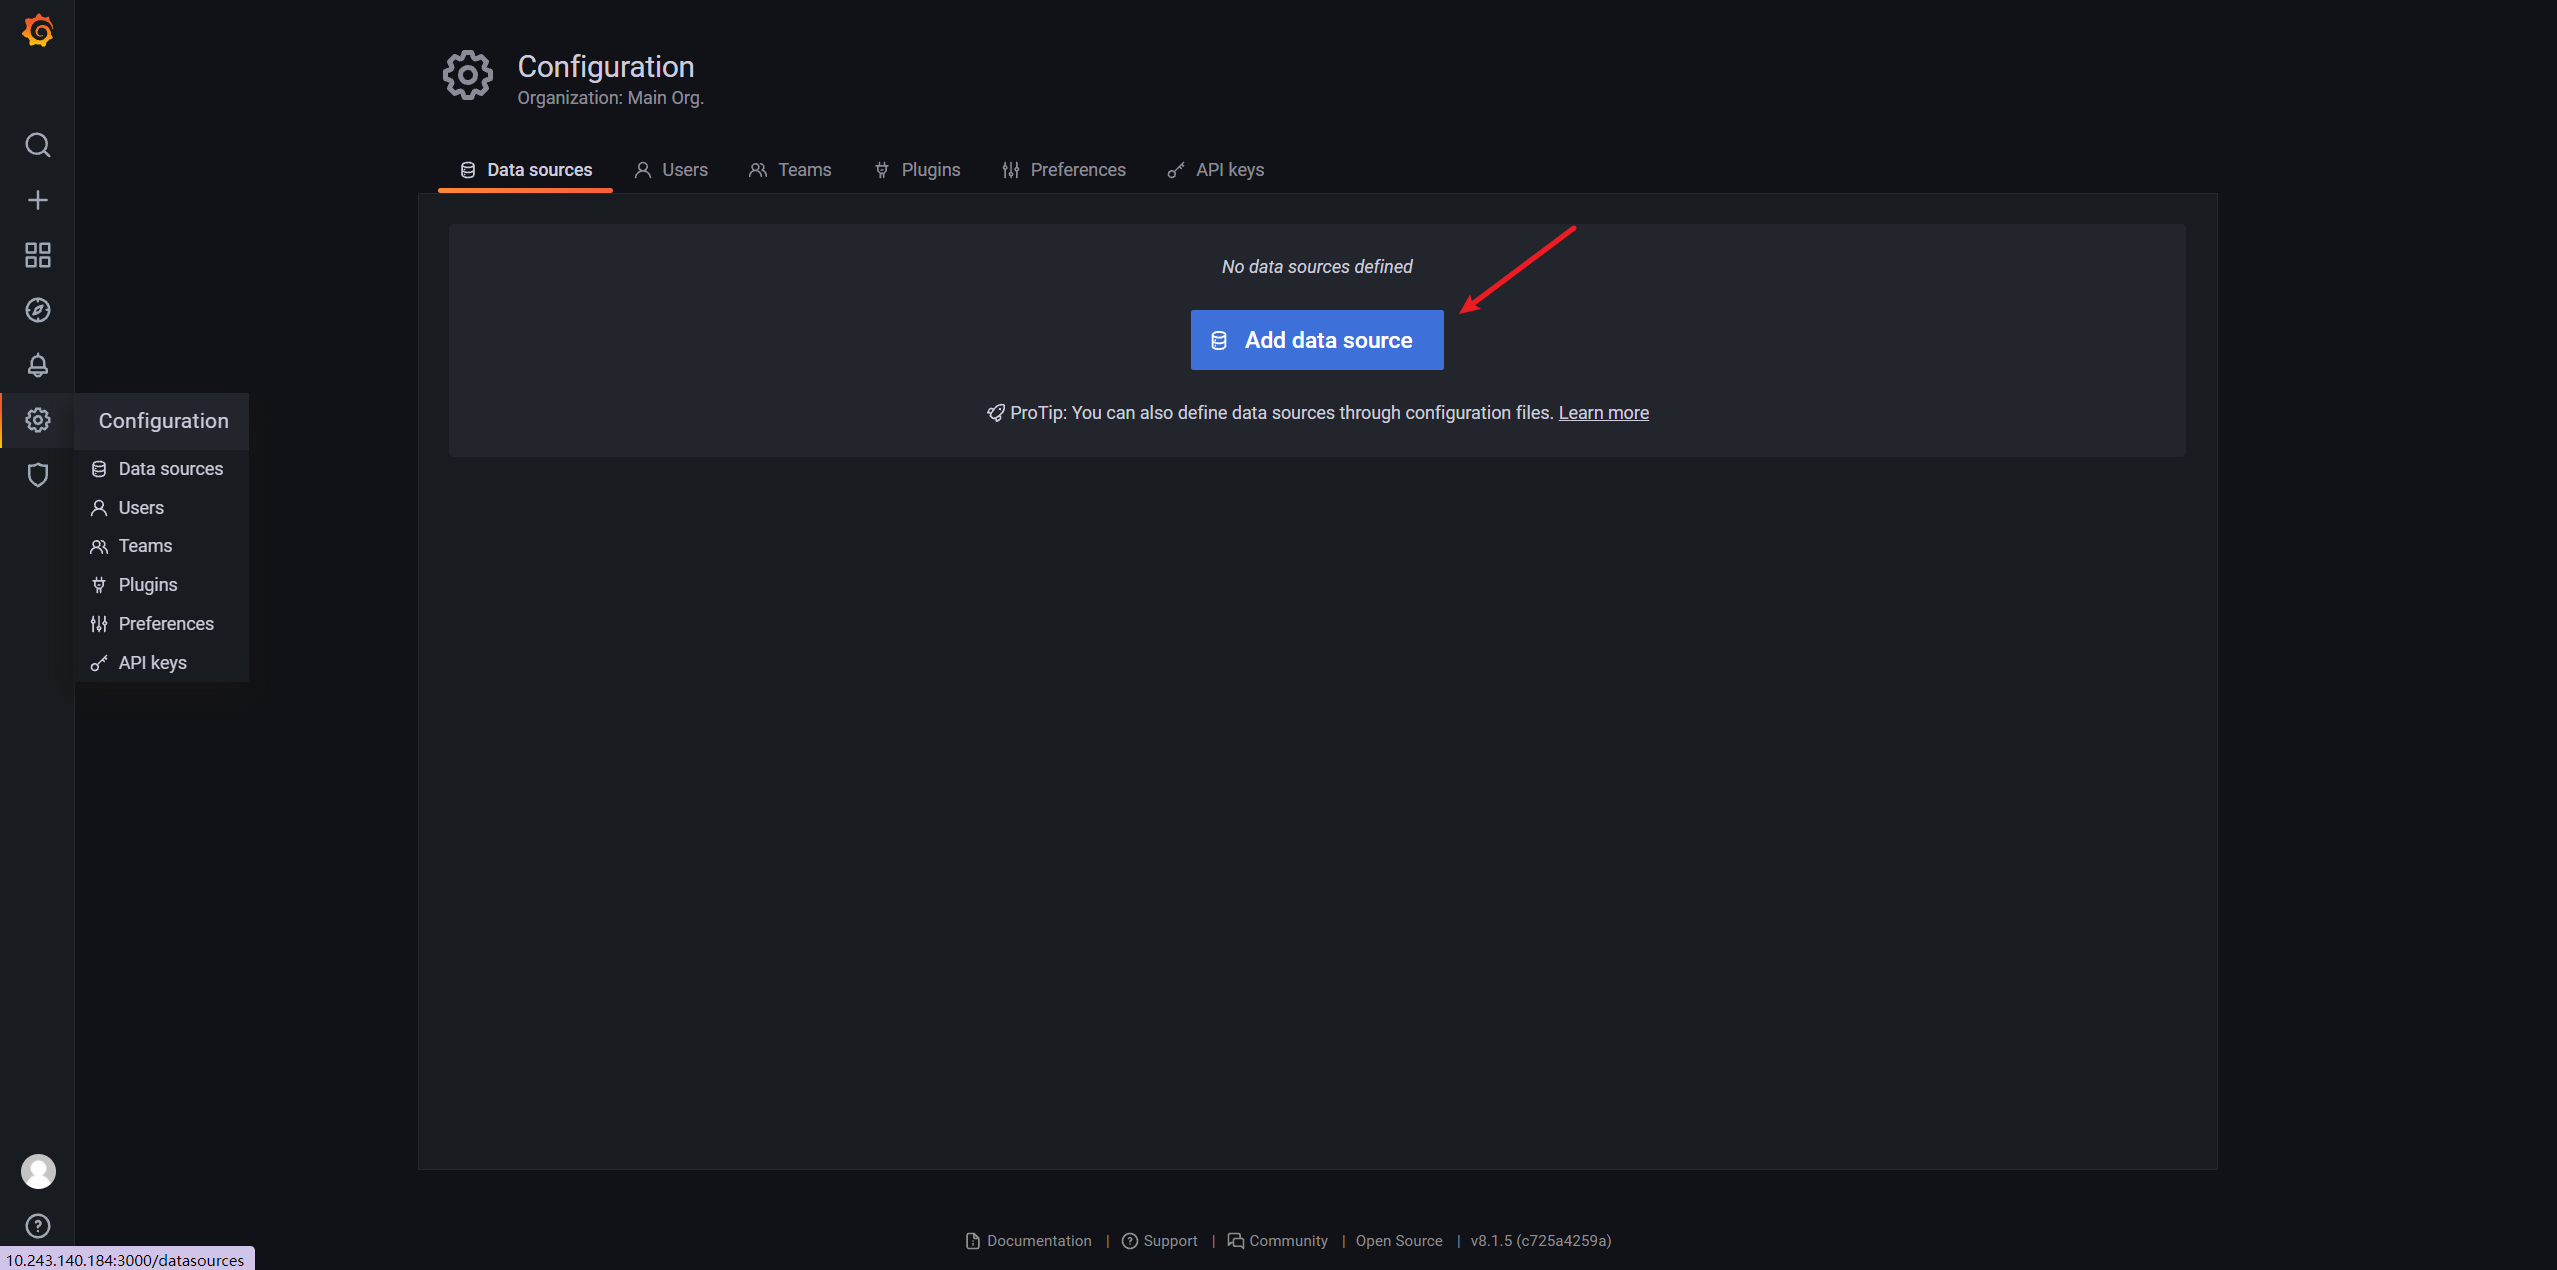 Configuration
Organization: Main Org.
Data sources
Users
Teams
Plugins
Preferences
API keys
No data sources defined
Add data source
ProTip: You can also define data sources through configuration files. Learn more
Configuration
Data sources
Users
Teams
Plugins
Preferences
API keys
Documentation | Support | Community | Open Source | v8.1.5 (c725a4259a)
10.243.140.184:3000/datasources